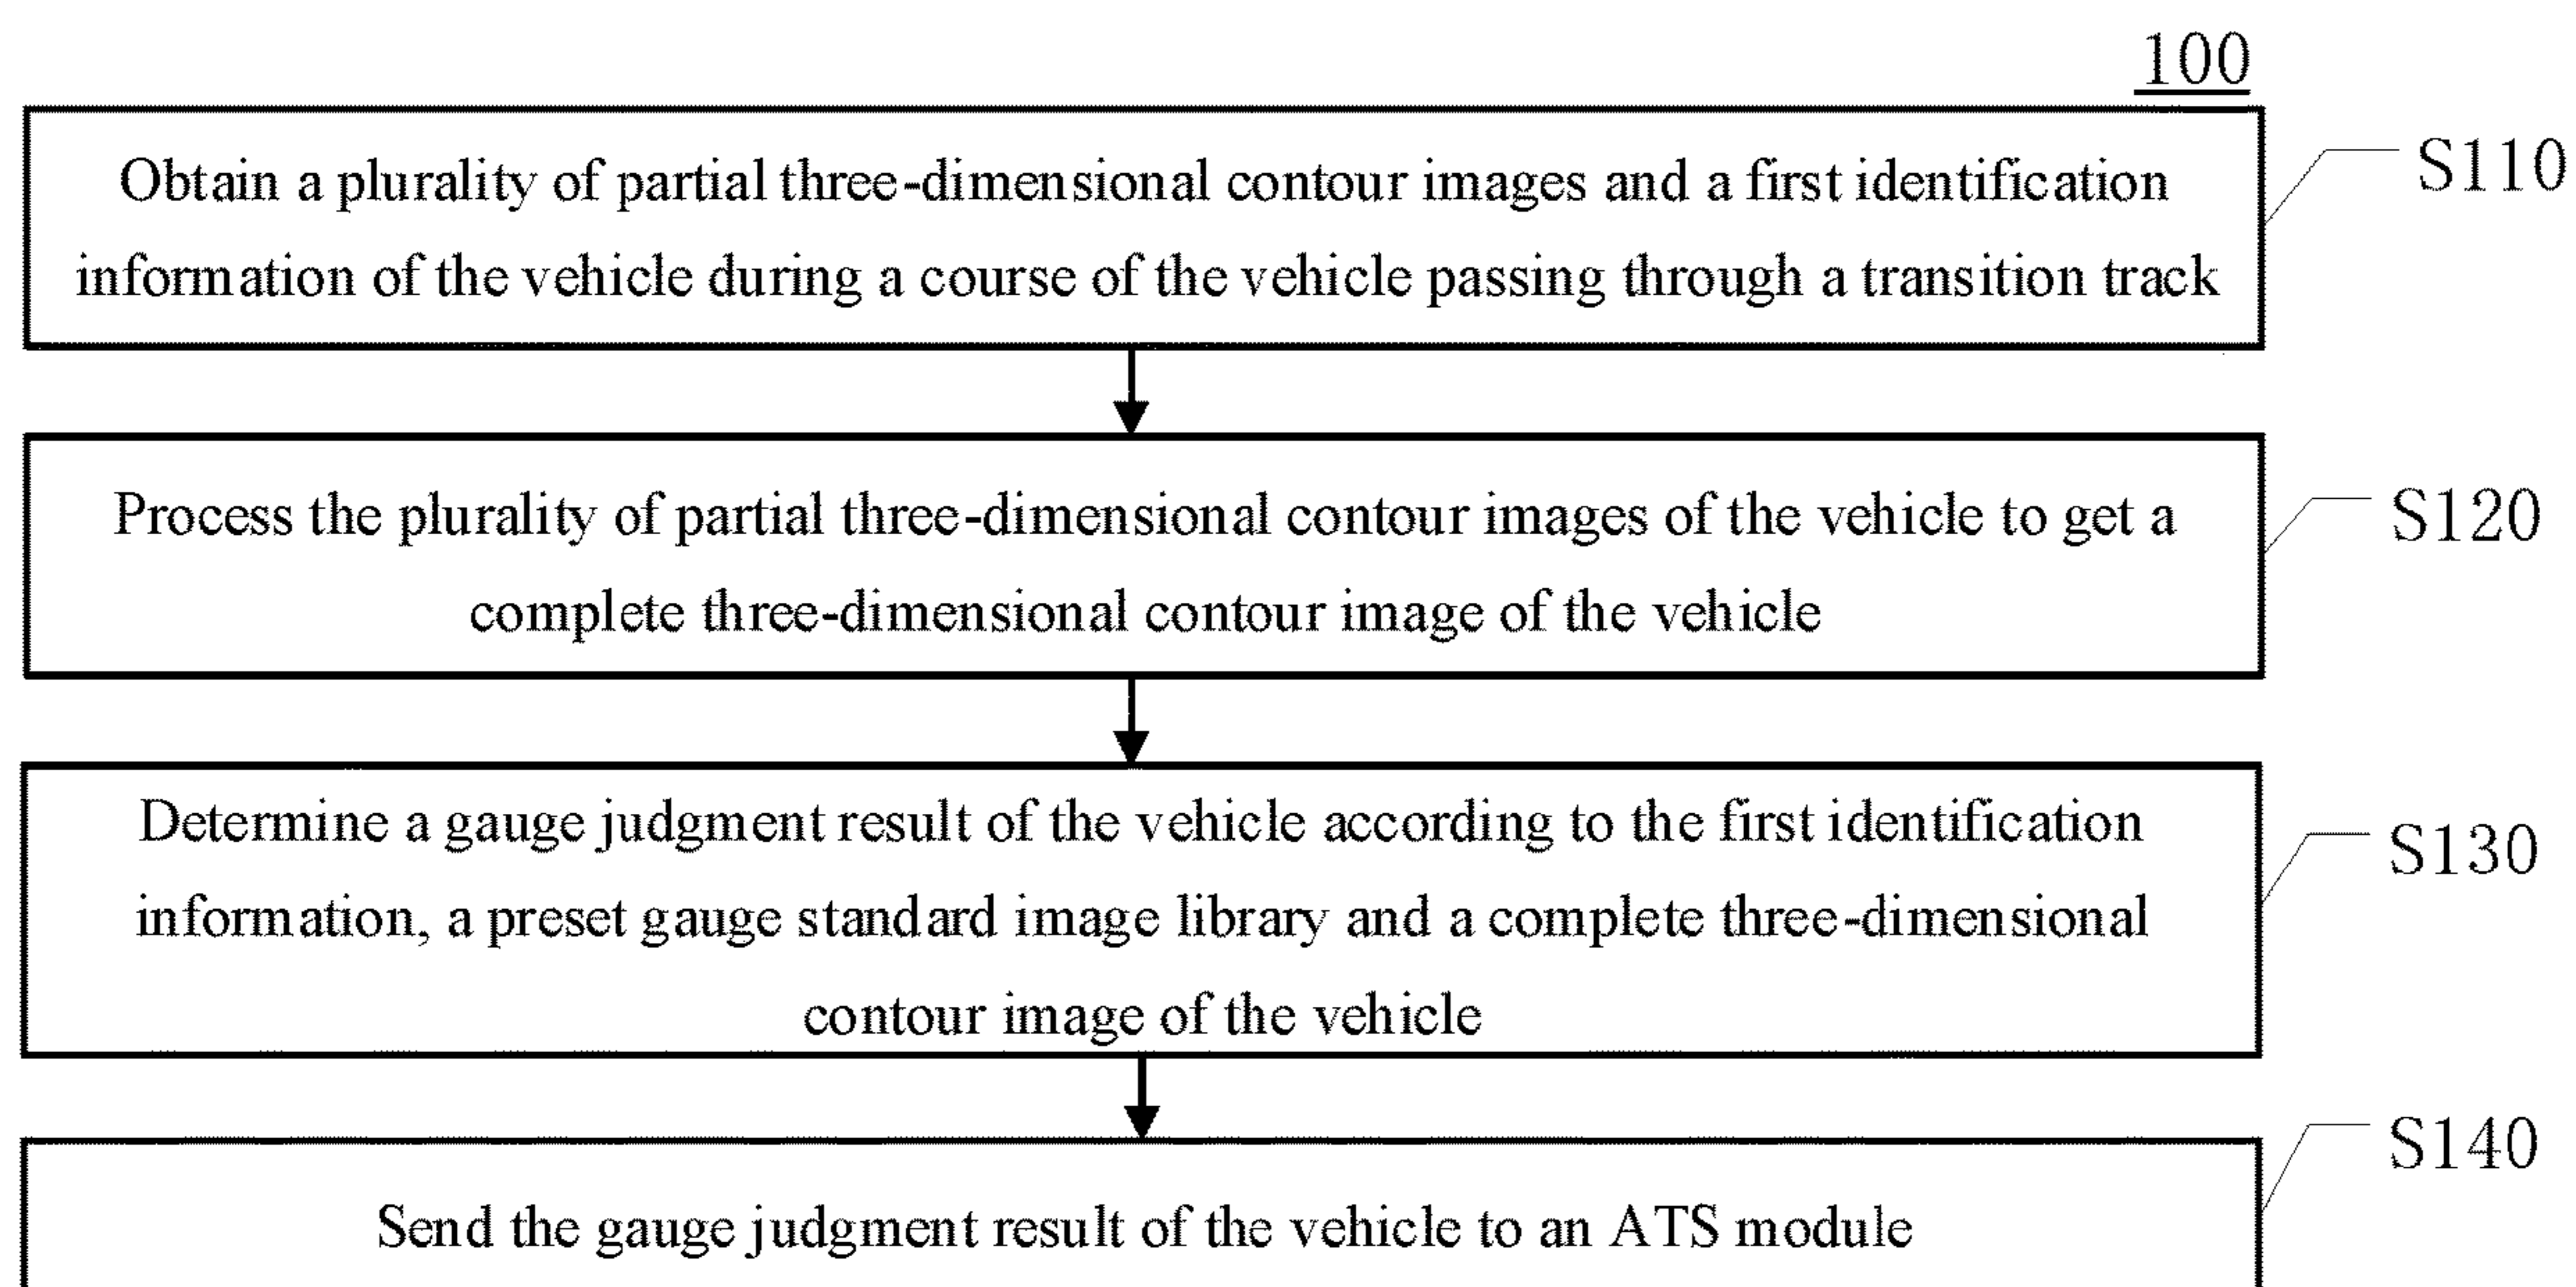 100
Obtain a plurality of partial three-dimensional contour images and a first identification
information of the vehicle during a course of the vehicle passing through a transition track
S110
Process the plurality of partial three-dimensional contour images of the vehicle to get a
complete three-dimensional contour image of the vehicle
S120
Determine a gauge judgment result of the vehicle according to the first identification
information, a preset gauge standard image library and a complete three-dimensional
contour image of the vehicle
S130
Send the gauge judgment result of the vehicle to an ATS module
S140